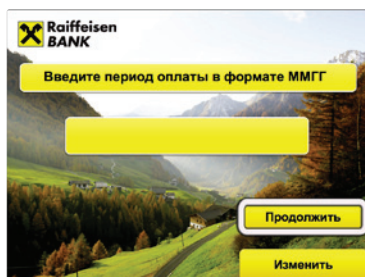 Raiffeisen
BANK
Введите период оплаты в формате ММГГ
Продолжить
Изменить